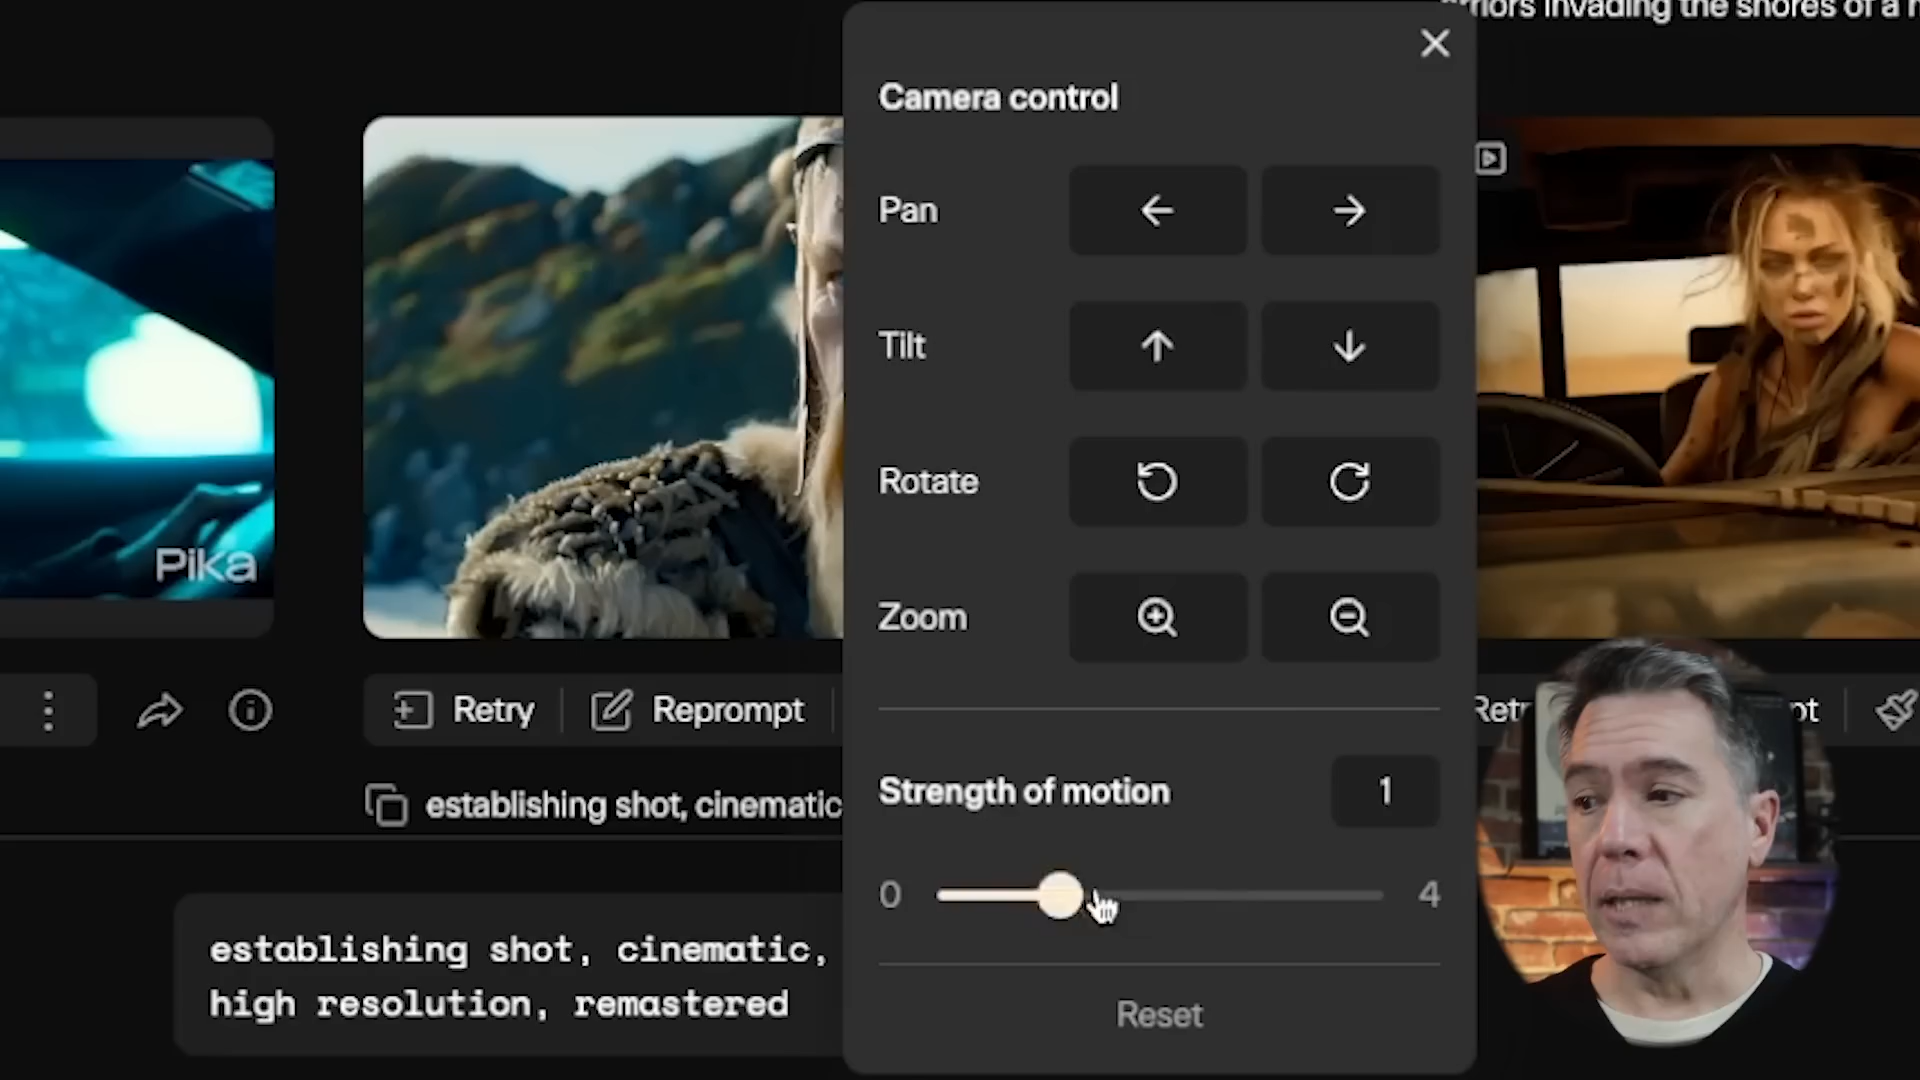 invading the shores of a
Camera control
Pan
Tilt
Rotate
Zoom
Pika
Retry
Reprompt
establishing shot, cinematic
Strength of motion
1
0
4
establishing shot, cinematic,
high resolution, remastered
Reset